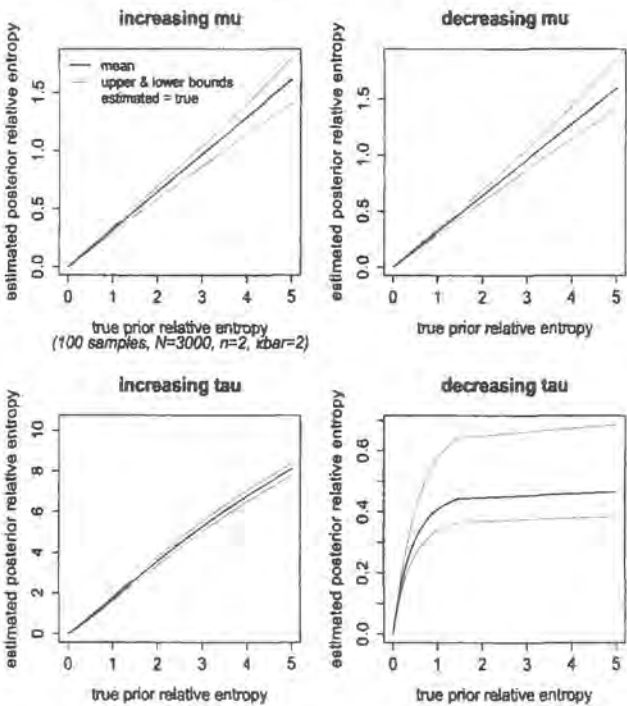 increasing mu
decreasing mu
estimated posterior relative entropy
0.0 0.5 1.0 1.5
mean
upper & lower bounds
estimated = true
0 1 2 3 4 5
true prior relative entropy
(100 samples, N=3000, n=2, kbar=2)
estimated posterior relative entropy
0.0 0.5 1.0 1.5
0 1 2 3 4 5
true prior relative entropy
increasing tau
decreasing tau
estimated posterior relative entropy
0 2 4 6 8 10
0 1 2 3 4 5
true prior relative entropy
estimated posterior relative entropy
0.0 0.2 0.4 0.6
0 1 2 3 4 5
true prior relative entropy